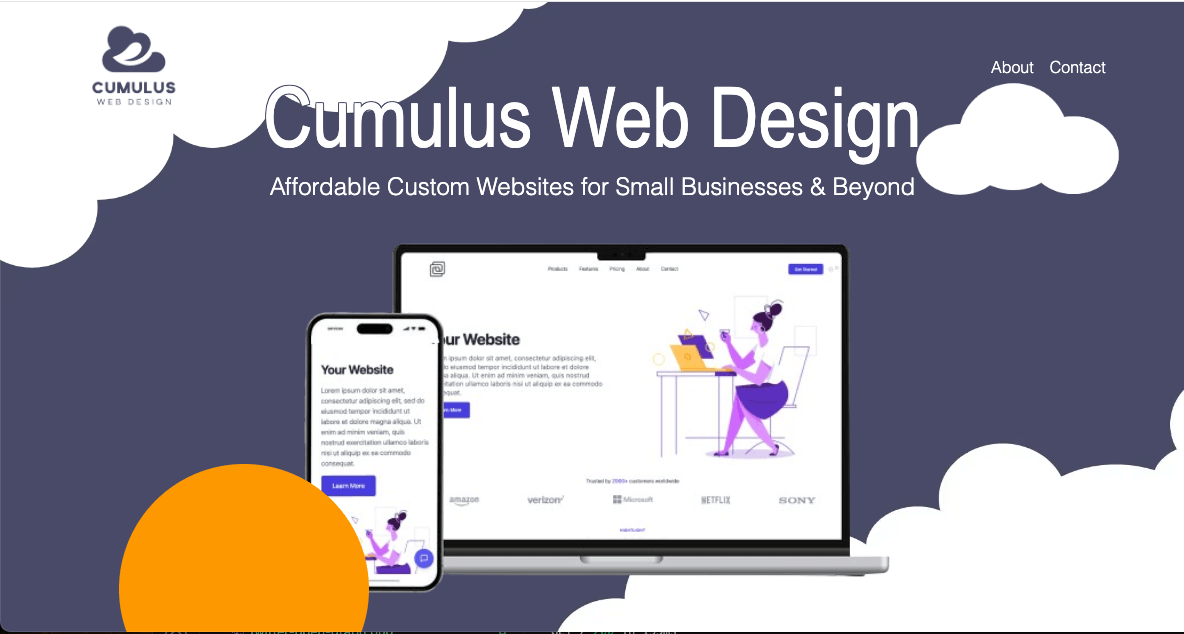 CUMULUS
WEB DESIGN
About Contact
Cumulus Web Design
Affordable Custom Websites for Small Businesses & Beyond
Products Features Pricing About Contact
Get Started
our Website
m ipsum dolor sit amet, consectetur adipiscing elit,
do eiusmod tempor incididunt ut labore et dolore
na aliqua. Ut enim ad minim veniam, quis nostrud
citation ullamco laboris nisi ut aliquip ex ea commodo
equat.
rn More
Trusted by 2000+ customers worldwide
amazon verizon Microsoft NETFLIX SONY
Your Website
Lorem ipsum dolor sit amet,
consectetur adipiscing elit, sed do
eiusmod tempor incididunt ut
labore et dolore magna aliqua. Ut
enim ad minim veniam, quis
nostrud exercitation ullamco laboris
nisi ut aliquip ex ea commodo
consequat.
Learn More